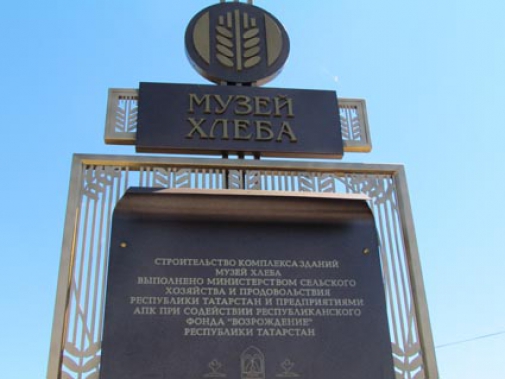 МУЗЕЙ
ХЛЕБА
СТРОИТЕЛЬСТВО КОМПЛЕКСА ЗДАНИЙ
МУЗЕЙ ХЛЕБА
ВЫПОЛНЕНО МИНИСТЕРСТВОМ СЕЛЬСКОГО
ХОЗЯЙСТВА И ПРОДОВОЛЬСТВИЯ
РЕСПУБЛИКИ ТАТАРСТАН И ПРЕДПРИЯТИЯМИ
АПК ПРИ СОДЕЙСТВИИ РЕСПУБЛИКАНСКОГО
ФОНДА "ВОЗРОЖДЕНИЕ"
РЕСПУБЛИКИ ТАТАРСТАН